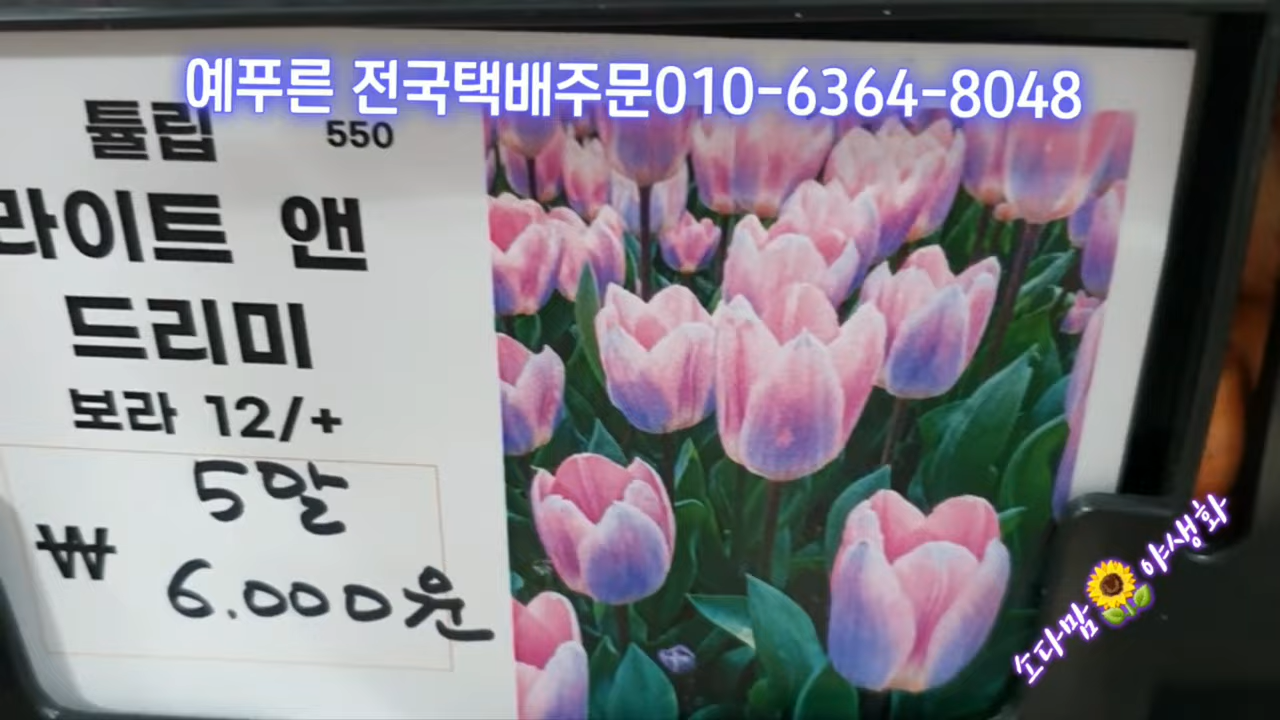 예푸른 전국택배주문010-6364-8048
튤립 550
라이트 앤
드리미
보라 12/+
5알
₩ 6.000원
소다맘🌻야생화